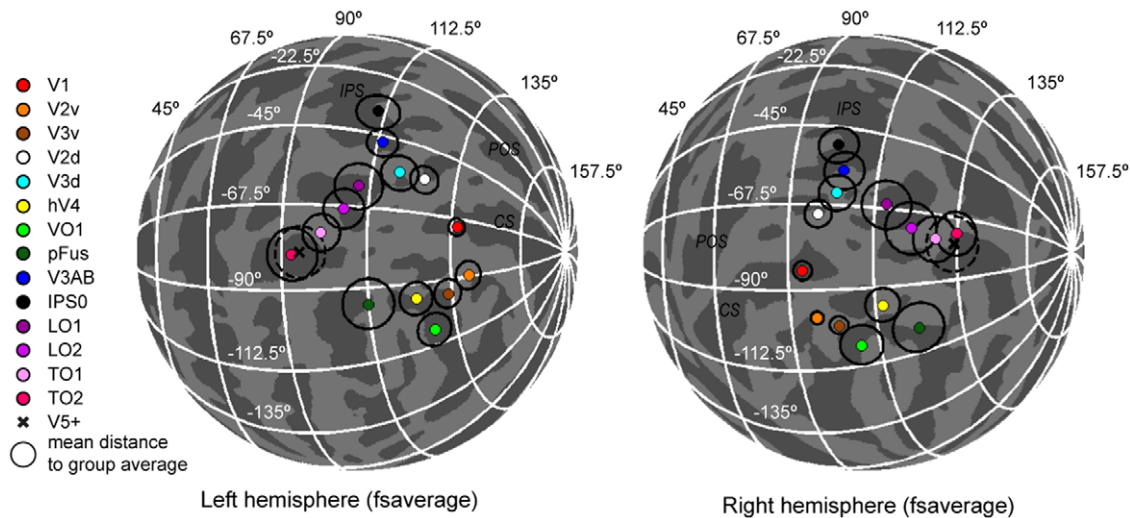 90º
67.5º
112.5º
-22.5º
45º
135º
IPS
-45º
POS
157.5º
-67.5º
CS
-90º
-112.5º
-135º
90º
112.5º
67.5º
-22.5º
135º
45º
IPS
-45º
157.5º
-67.5º
POS
-90º
CS
-112.5º
-135º
V1
V2v
V3v
V2d
V3d
hV4
VO1
pFus
V3AB
IPS0
LO1
LO2
TO1
TO2
V5+
mean distance
to group average
Left hemisphere (fsaverage)
Right hemisphere (fsaverage)